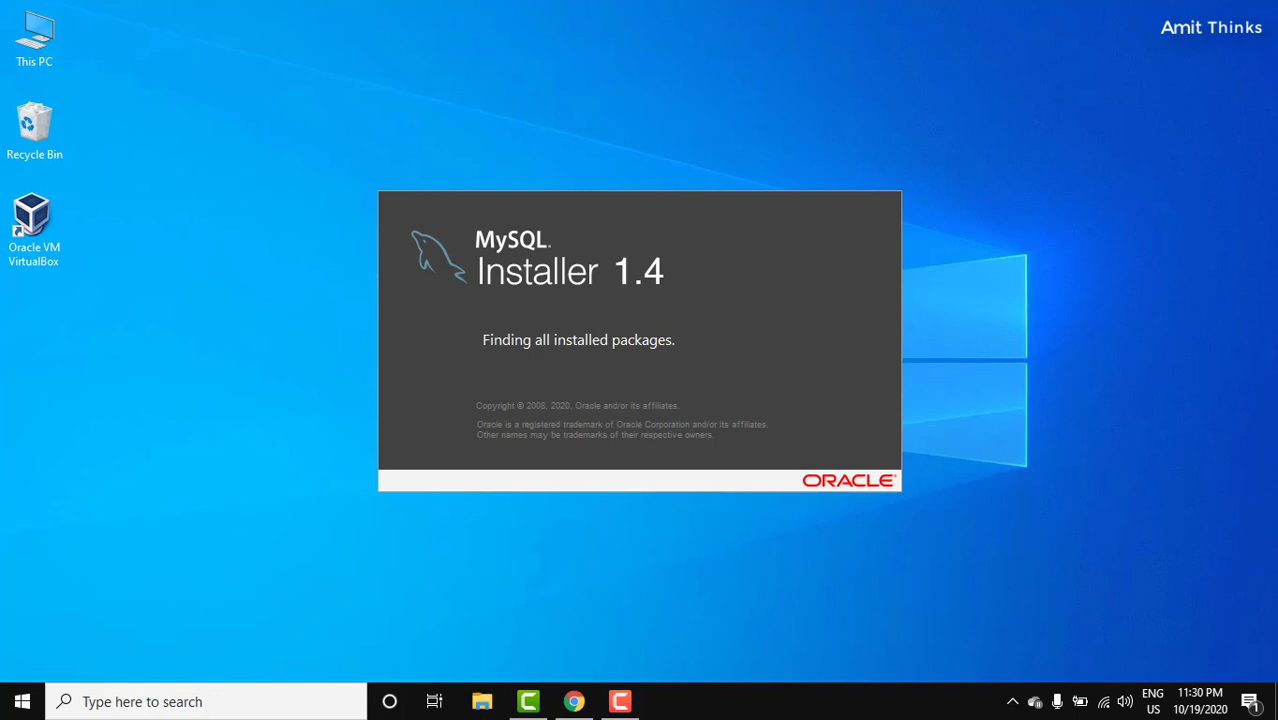 This PC
Amit Thinks
Recycle Bin
Oracle VM
VirtualBox
MySQL.
Installer 1.4
Finding all installed packages.
Copyright © 2008, 2020, Oracle and/or its affiliates.
Oracle is a registered trademark of Oracle Corporation and/or its affiliates.
Other names may be trademarks of their respective owners.
ORACLE
Type here to search
ENG
US
11:30 PM
10/19/2020
1